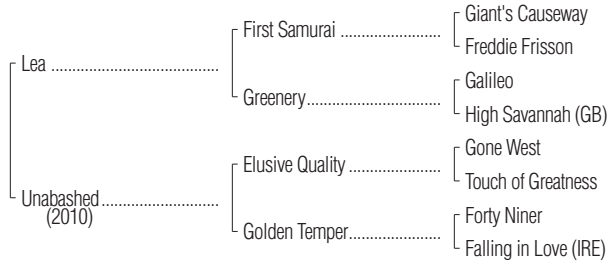 Giant's Causeway
First Samurai ......................
Freddie Frisson
Lea .....................................
Galileo
Greenery..............................
High Savannah (GB)
Gone West
Elusive Quality ....................
Touch of Greatness
Unabashed..........................
(2010)
Forty Niner
Golden Temper....................
Falling in Love (IRE)